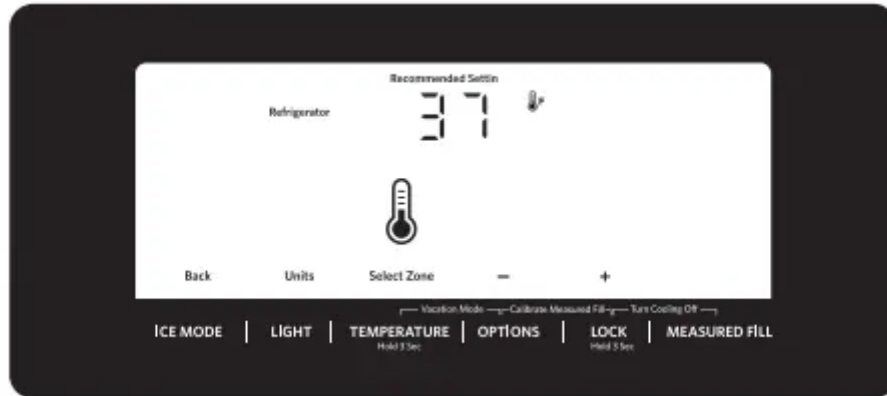 Recommended Settin
Refrigerator 37 °F
Back Units Select Zone – +
Vacation Mode Calibrate Measured Fill Turn Cooling Off
ICE MODE | LIGHT | TEMPERATURE | OPTIONS | LOCK | MEASURED FILL
Hold 3 Sec Hold 3 Sec